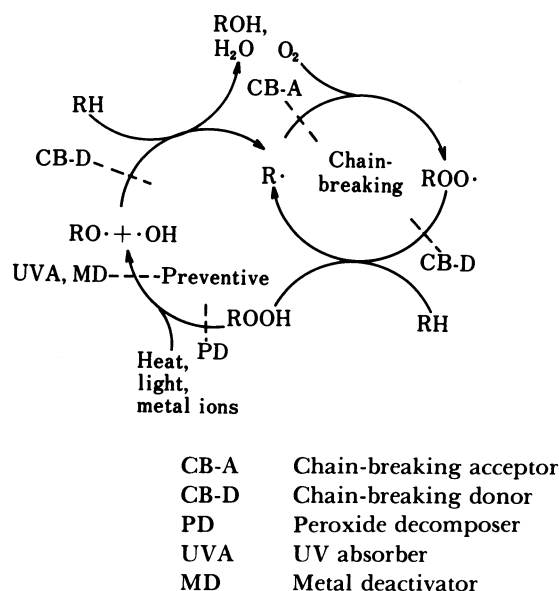 ROH,
H₂O O₂
CB-A
RH
CB-D
R· Chain-
breaking ROO·
RO·+·OH
CB-D
UVA, MD Preventive
ROOH RH
PD
Heat,
light,
metal ions
CB-A Chain-breaking acceptor
CB-D Chain-breaking donor
PD Peroxide decomposer
UVA UV absorber
MD Metal deactivator